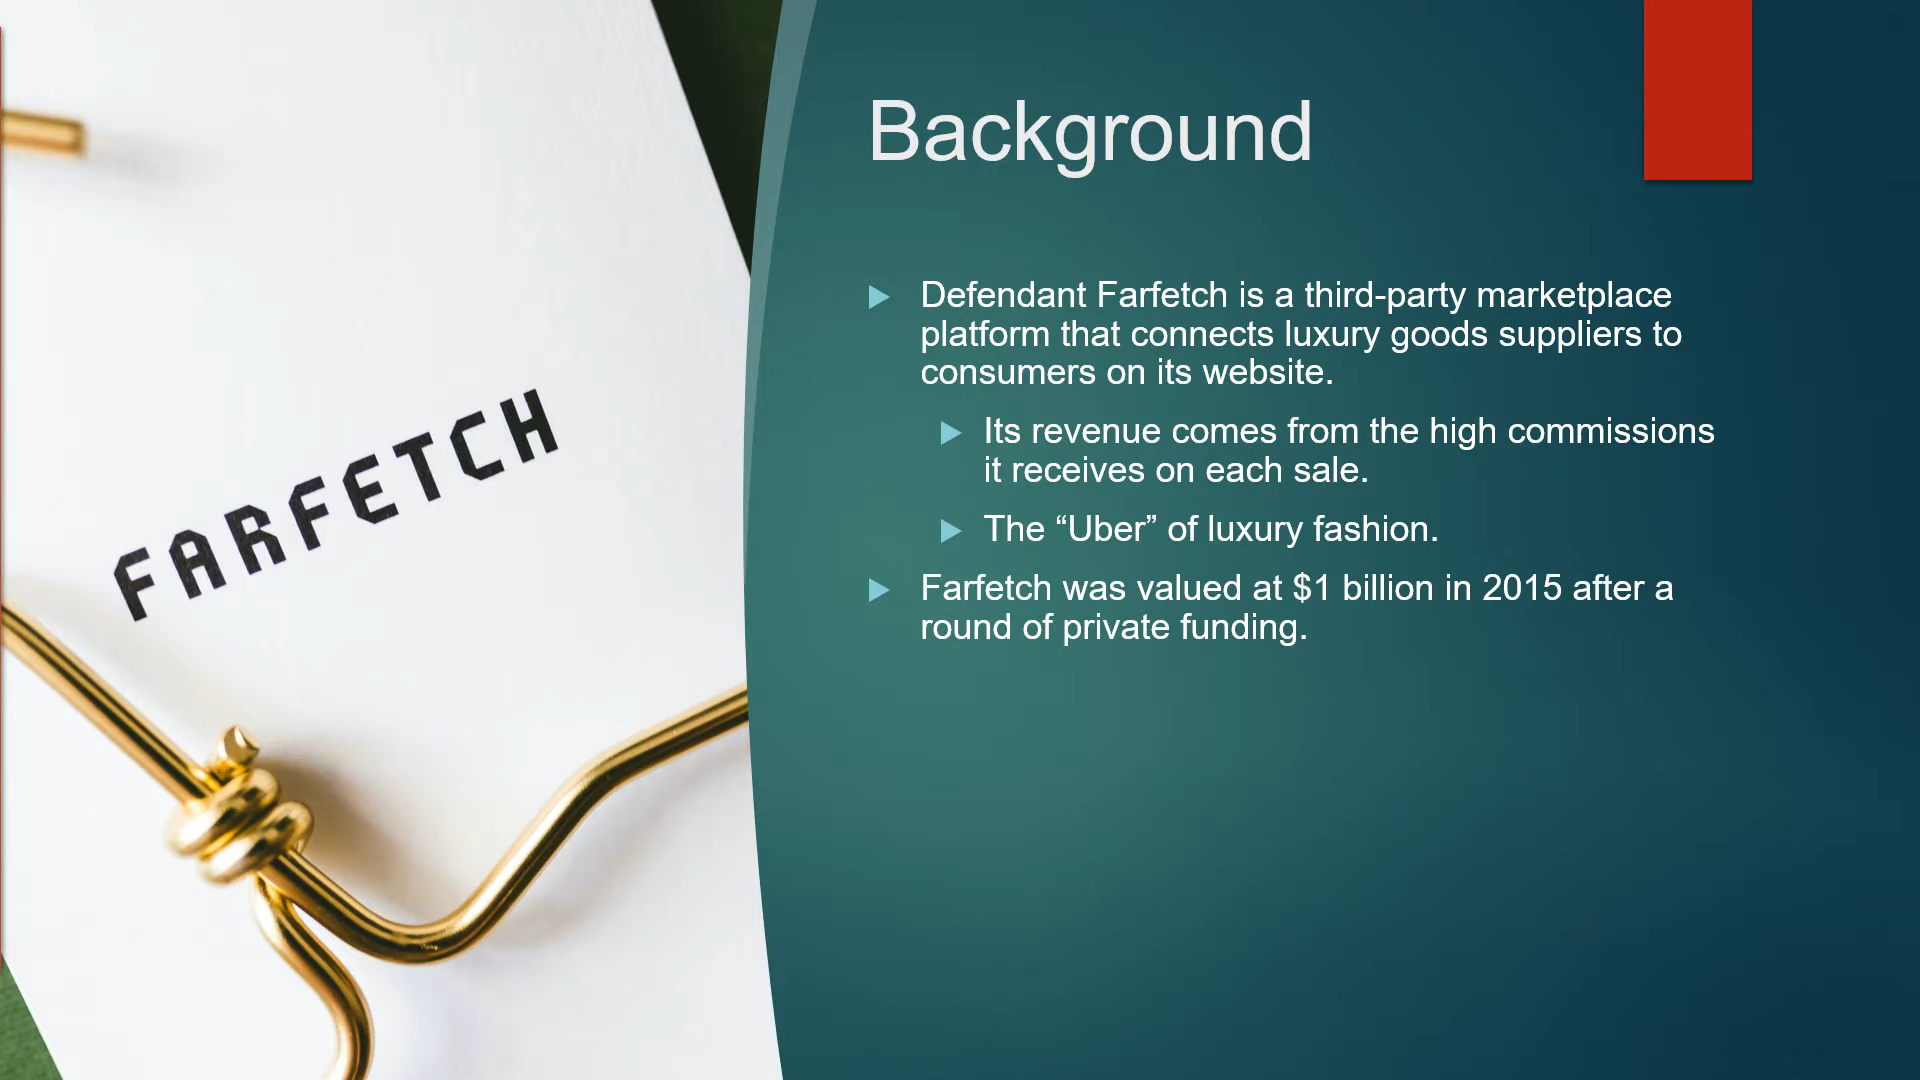 FARFETCH
Background
Defendant Farfetch is a third-party marketplace
platform that connects luxury goods suppliers to
consumers on its website.
Its revenue comes from the high commissions
it receives on each sale.
The “Uber” of luxury fashion.
Farfetch was valued at $1 billion in 2015 after a
round of private funding.